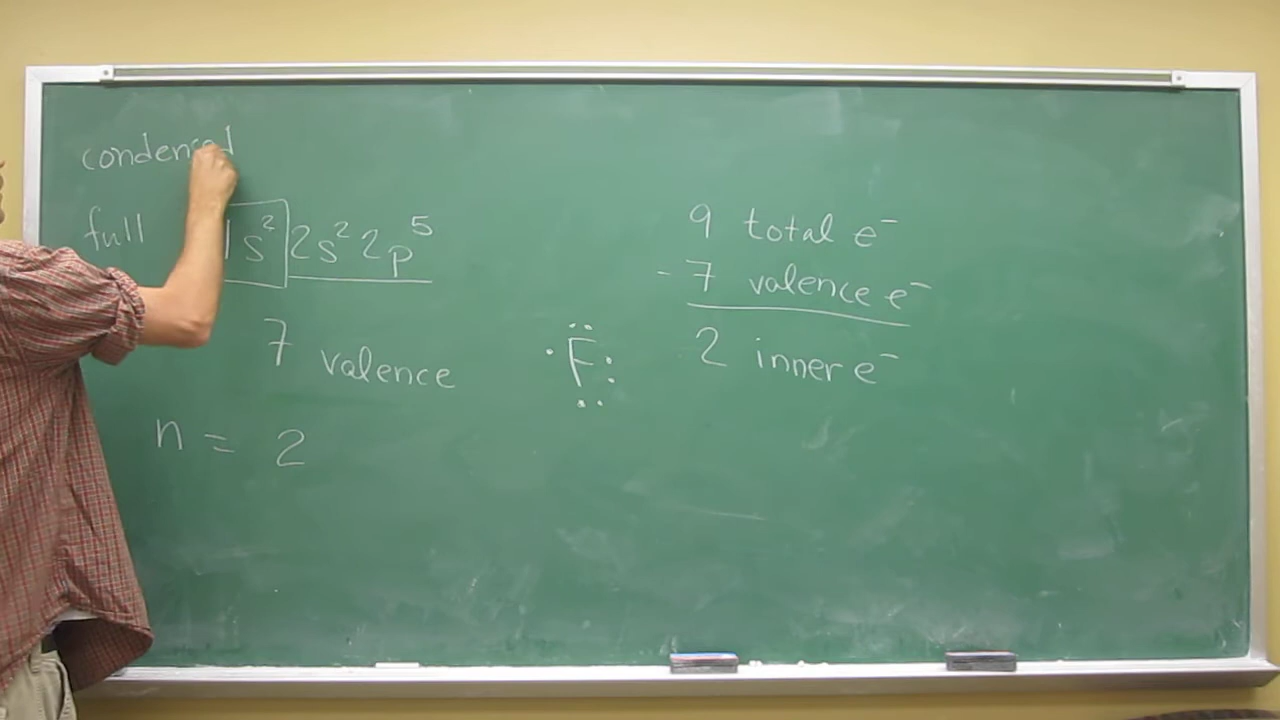 condensed
full 1s² 2s² 2p⁵
7 valence
n = 2
F
9 total e⁻
- 7 valence e⁻
2 inner e⁻